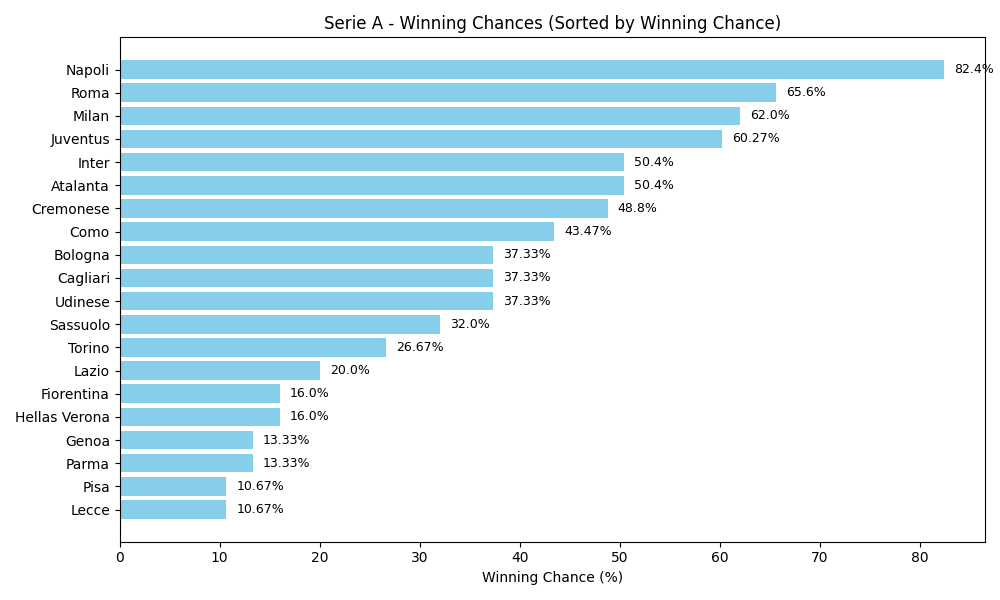 Serie A - Winning Chances (Sorted by Winning Chance)
Napoli 82.4%
Roma 65.6%
Milan 62.0%
Juventus 60.27%
Inter 50.4%
Atalanta 50.4%
Cremonese 48.8%
Como 43.47%
Bologna 37.33%
Cagliari 37.33%
Udinese 37.33%
Sassuolo 32.0%
Torino 26.67%
Lazio 20.0%
Fiorentina 16.0%
Hellas Verona 16.0%
Genoa 13.33%
Parma 13.33%
Pisa 10.67%
Lecce 10.67%
0 10 20 30 40 50 60 70 80
Winning Chance (%)